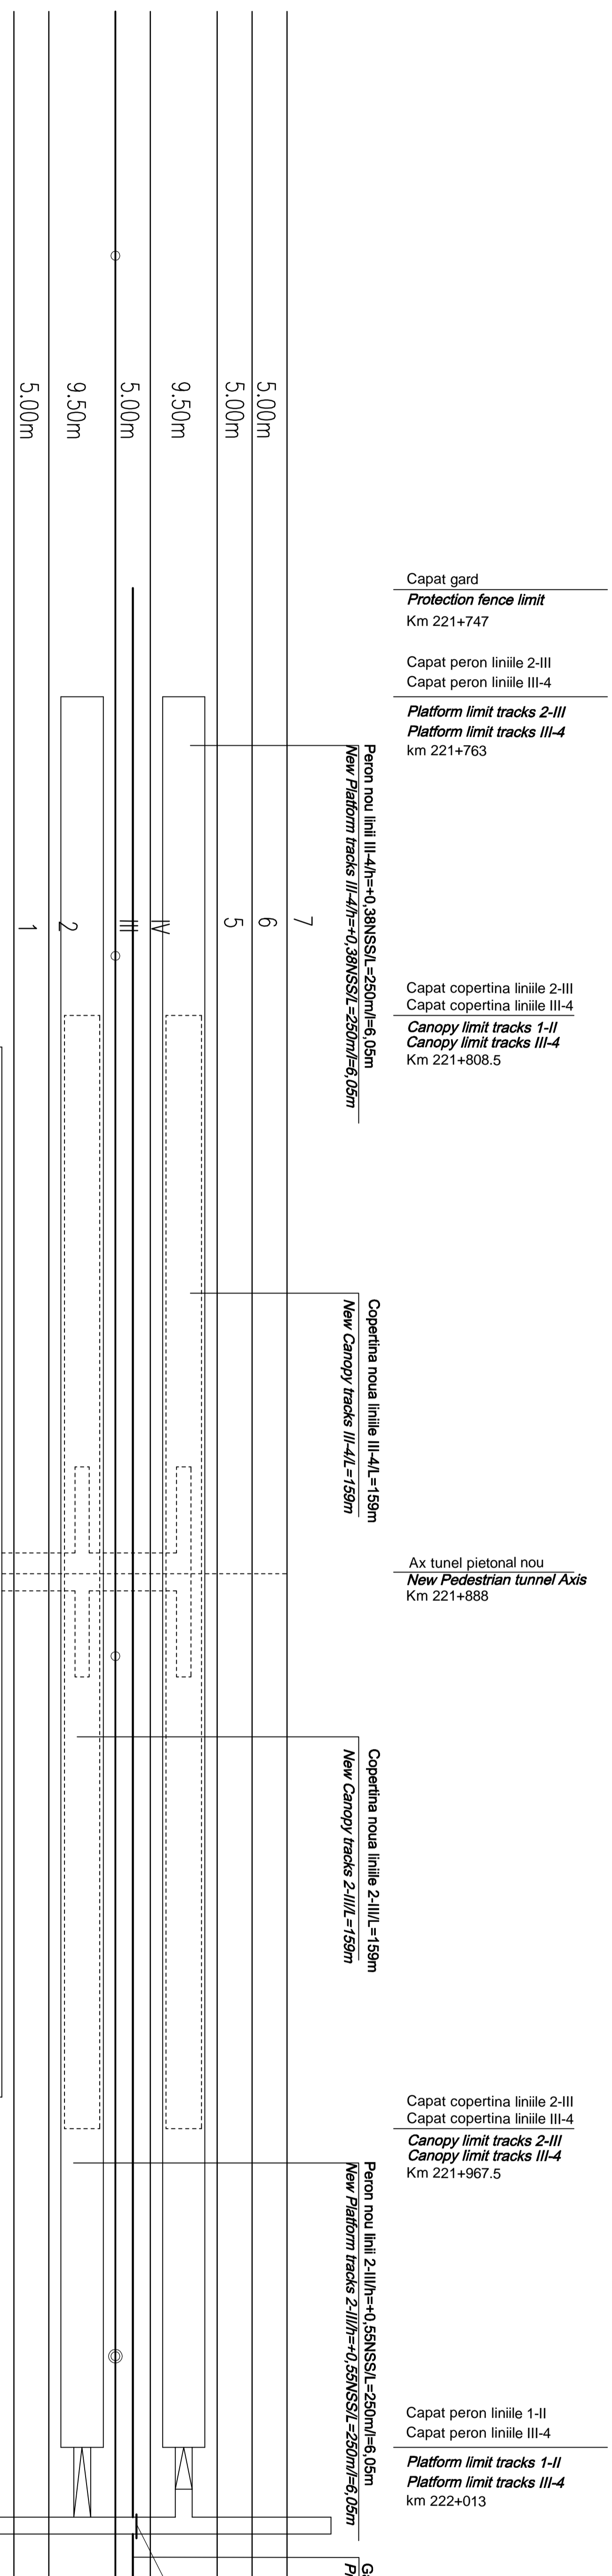 5.00m
9.50m
5.00m
9.50m
5.00m
5.00m
Capat gard
Protection fence limit
Km 221+747
Capat peron liniile 2-III
Capat peron liniile III-4
Platform limit tracks 2-III
Platform limit tracks III-4
km 221+763
Peron nou linii III-4/h=+0,38NSS/L=250m/l=6,05m
New Platform tracks III-4/h=+0,38NSS/L=250m/l=6,05m
1
2
III
IV
5
6
7
Capat copertina liniile 2-III
Capat copertina liniile III-4
Canopy limit tracks 1-II
Canopy limit tracks III-4
Km 221+808.5
Copertina noua liniile III-4/L=159m
New Canopy tracks III-4/L=159m
Ax tunel pietonal nou
New Pedestrian tunnel Axis
Km 221+888
Copertina noua liniile 2-III/L=159m
New Canopy tracks 2-III/L=159m
Capat copertina liniile 2-III
Capat copertina liniile III-4
Canopy limit tracks 2-III
Canopy limit tracks III-4
Km 221+967.5
Peron nou linii 2-III/h=+0,55NSS/L=250m/l=6,05m
New Platform tracks 2-III/h=+0,55NSS/L=250m/l=6,05m
Capat peron liniile 1-II
Capat peron liniile III-4
Platform limit tracks 1-II
Platform limit tracks III-4
km 222+013